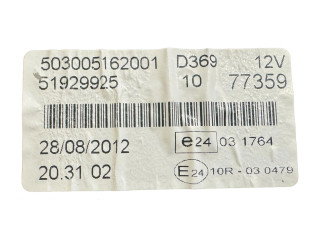 503005162001 D369 12V
51929925 10 77359
28/08/2012 e24 03 1764
20.31 02 E24 10R - 03 0479